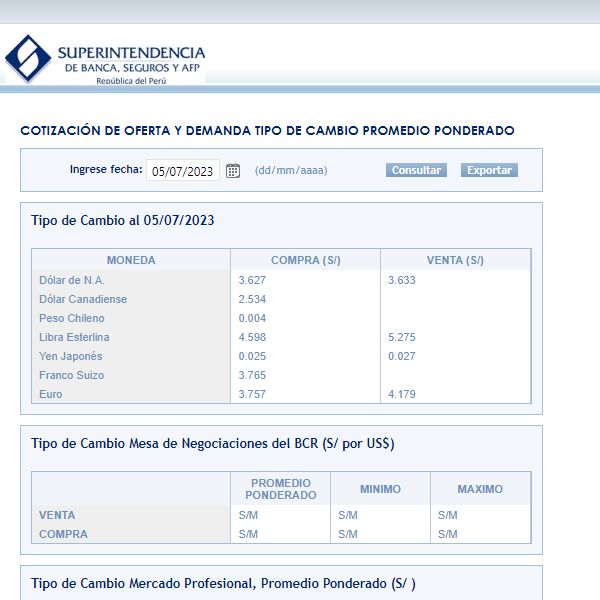 SUPERINTENDENCIA
DE BANCA, SEGUROS Y AFP
República del Perú
COTIZACIÓN DE OFERTA Y DEMANDA TIPO DE CAMBIO PROMEDIO PONDERADO
Ingrese fecha: 05/07/2023 (dd/mm/aaaa) Consultar Exportar
Tipo de Cambio al 05/07/2023
MONEDA COMPRA (S/) VENTA (S/)
Dólar de N.A. 3.627 3.633
Dólar Canadiense 2.534
Peso Chileno 0.004
Libra Esterlina 4.598 5.275
Yen Japonés 0.025 0.027
Franco Suizo 3.765
Euro 3.757 4.179
Tipo de Cambio Mesa de Negociaciones del BCR (S/ por US$)
PROMEDIO PONDERADO MINIMO MAXIMO
VENTA S/M S/M S/M
COMPRA S/M S/M S/M
Tipo de Cambio Mercado Profesional, Promedio Ponderado (S/ )